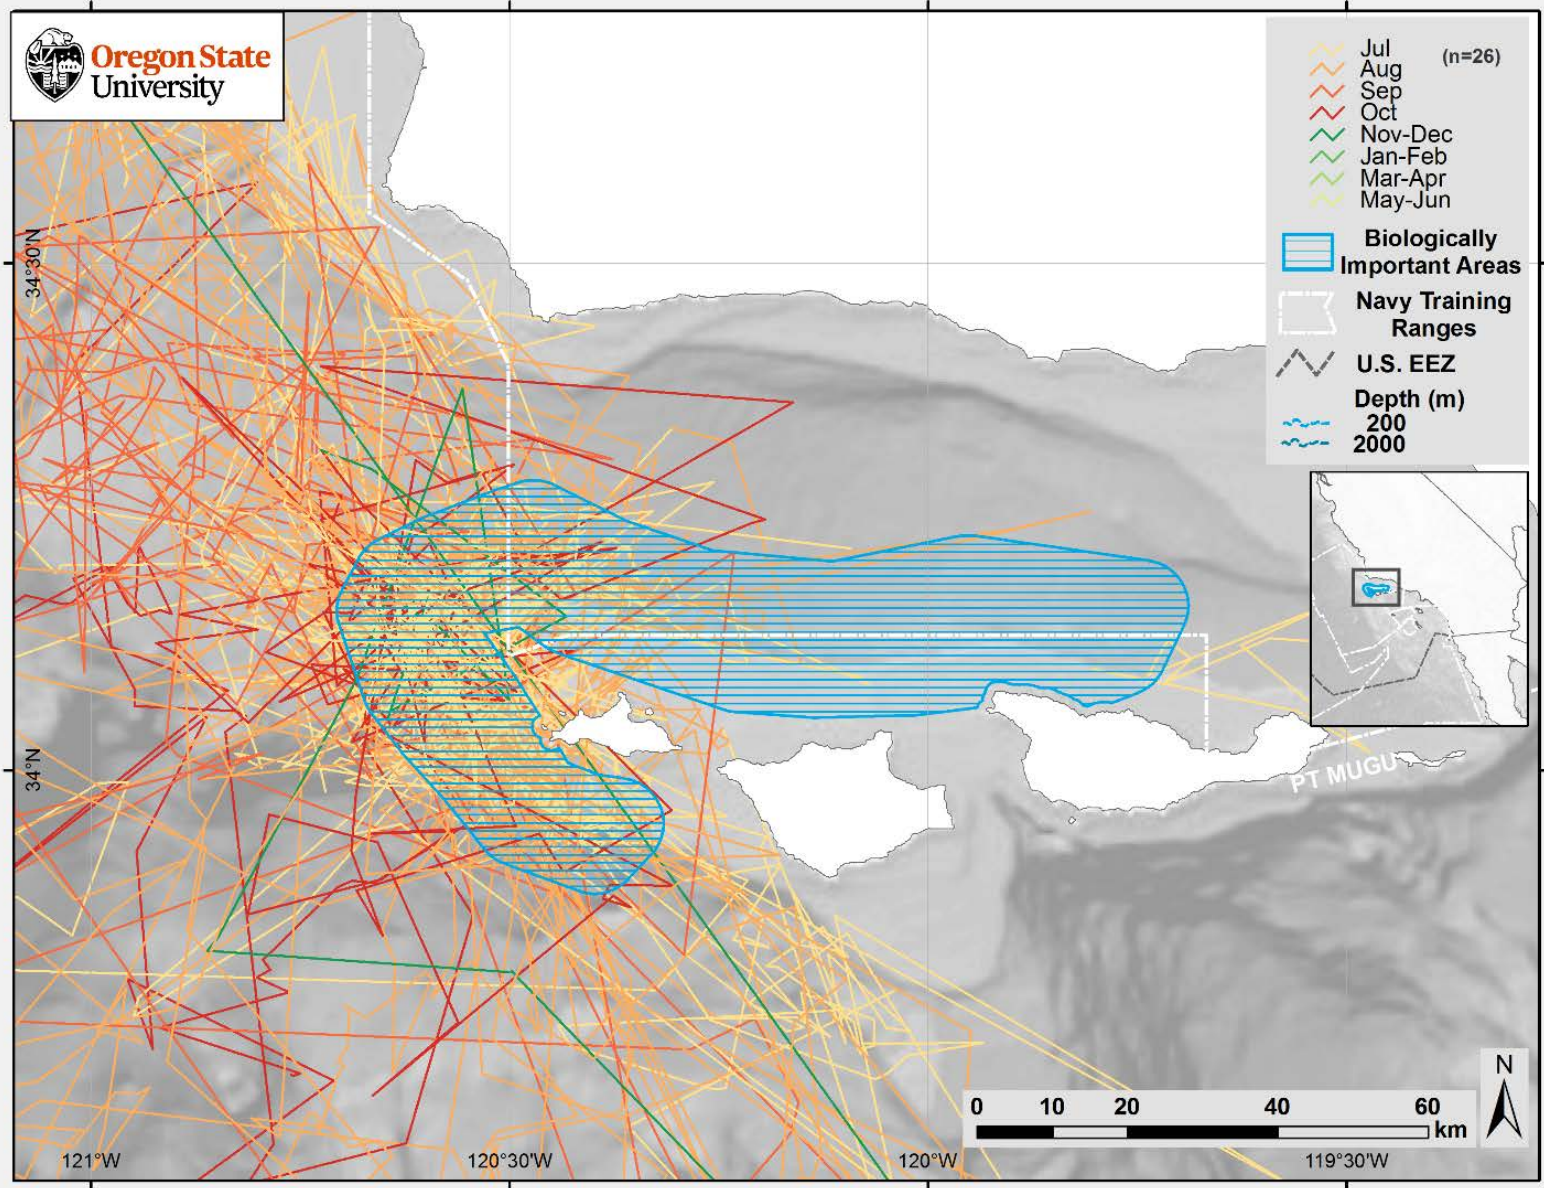 Oregon State
University
Jul
(n=26)
Aug
Sep
Oct
Nov-Dec
Jan-Feb
Mar-Apr
May-Jun
Biologically
Important Areas
Navy Training
Ranges
U.S. EEZ
Depth (m)
200
2000
34°30'N
34°N
PT MUGU
N
0 10 20 40 60
km
121°W
120°30'W
120°W
119°30'W